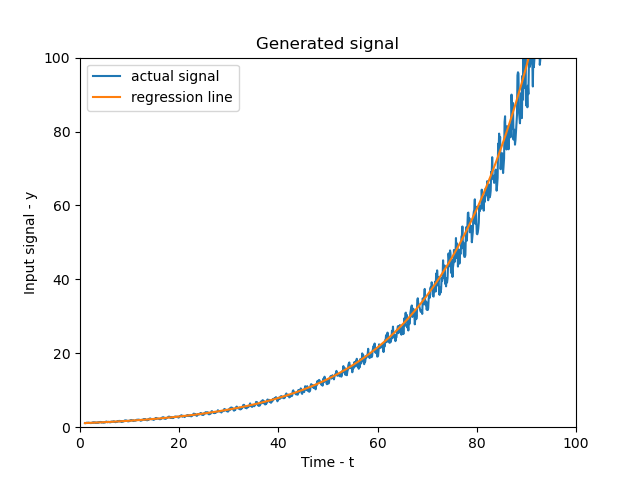 Generated signal
actual signal
regression line
100
80
60
40
20
0
Input signal - y
0 20 40 60 80 100
Time - t